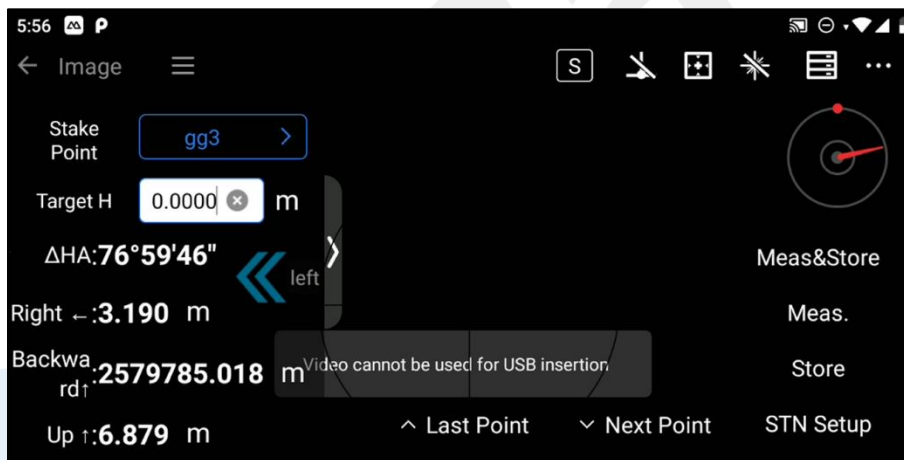 5:56
Image
S
Stake
Point
gg3
Target H
0.0000
m
ΔHA:76°59'46"
left
Right ←:3.190 m
Backwa
rd↑
:2579785.018 m
Up ↑:6.879 m
Video cannot be used for USB insertion
Last Point
Next Point
Meas&Store
Meas.
Store
STN Setup